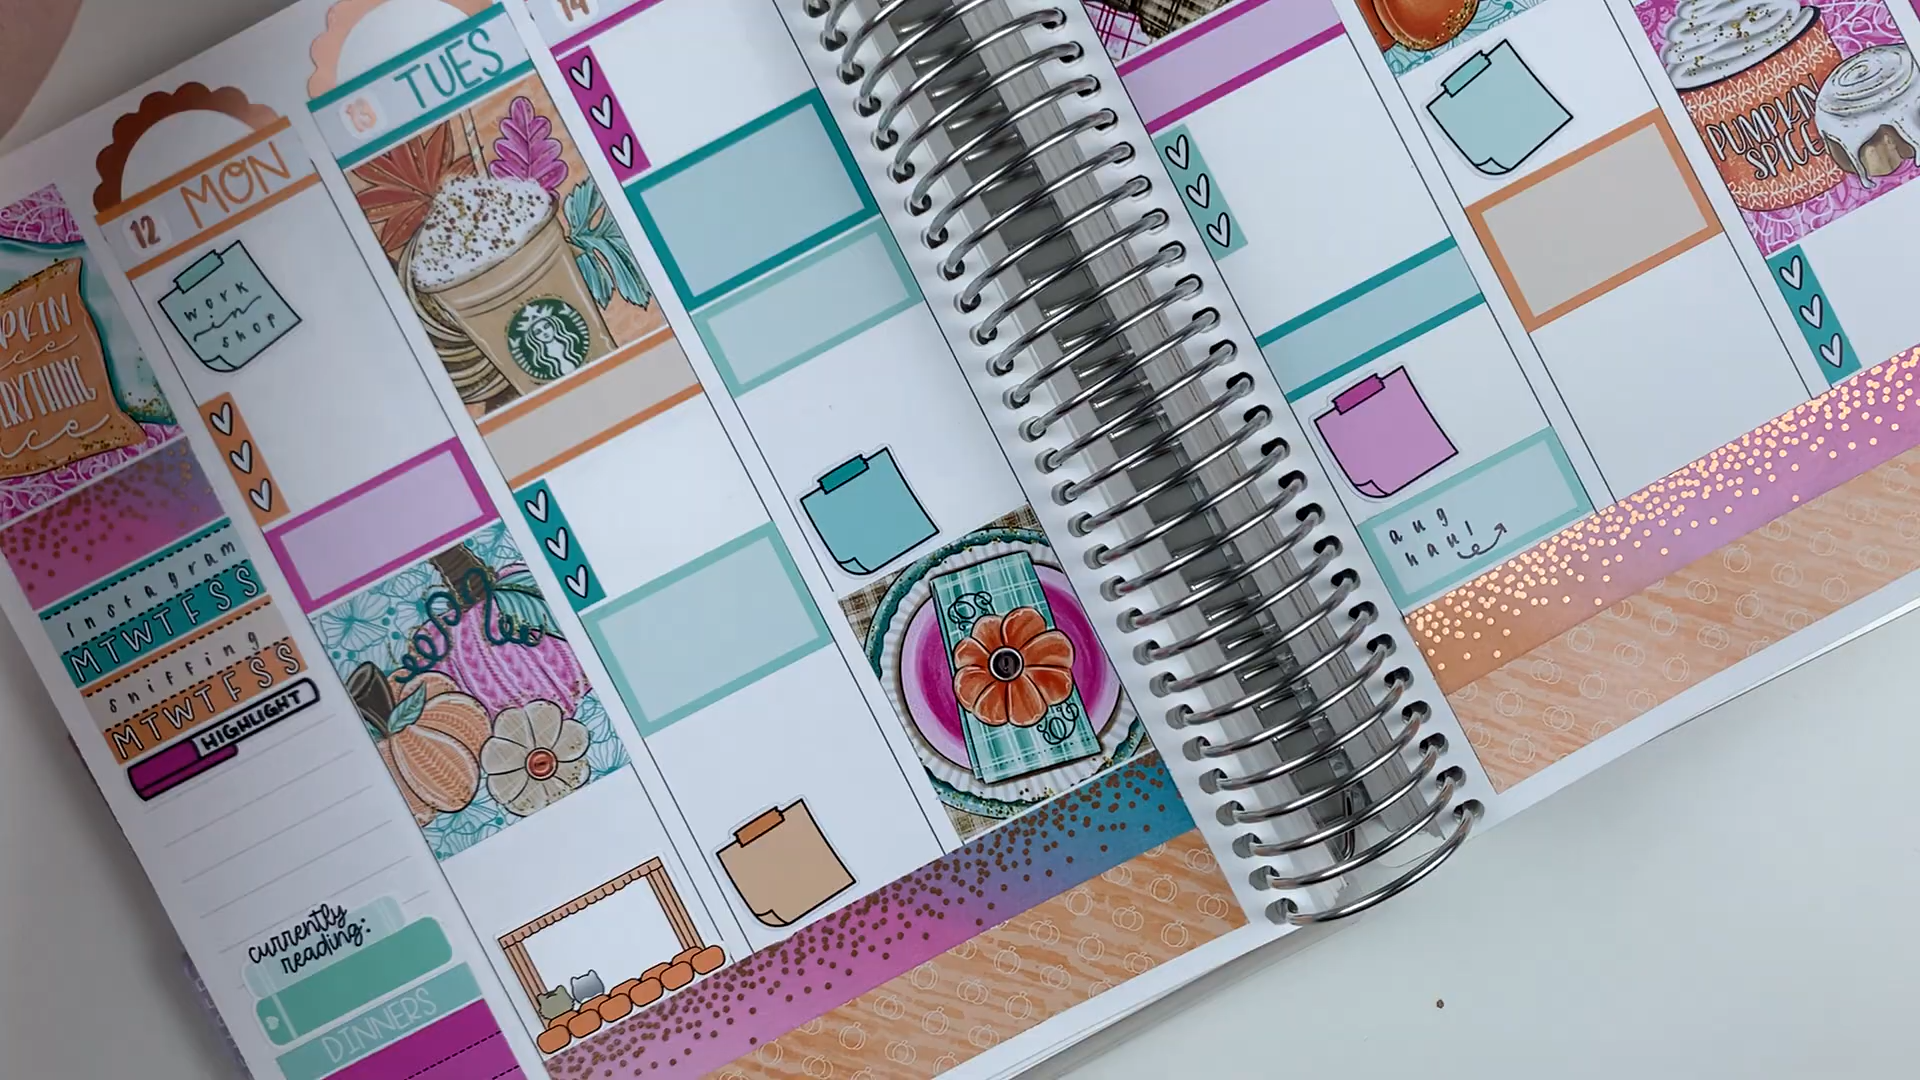 12 MON
13 TUES
14
work
in
shop
PKIN
ice
ERYTHING
ice
instagram
MTWTFSS
sniffing
MTWTFSS
HIGHLIGHT
currently
reading:
DINNERS
aug
haul
PUMPKIN
SPICE